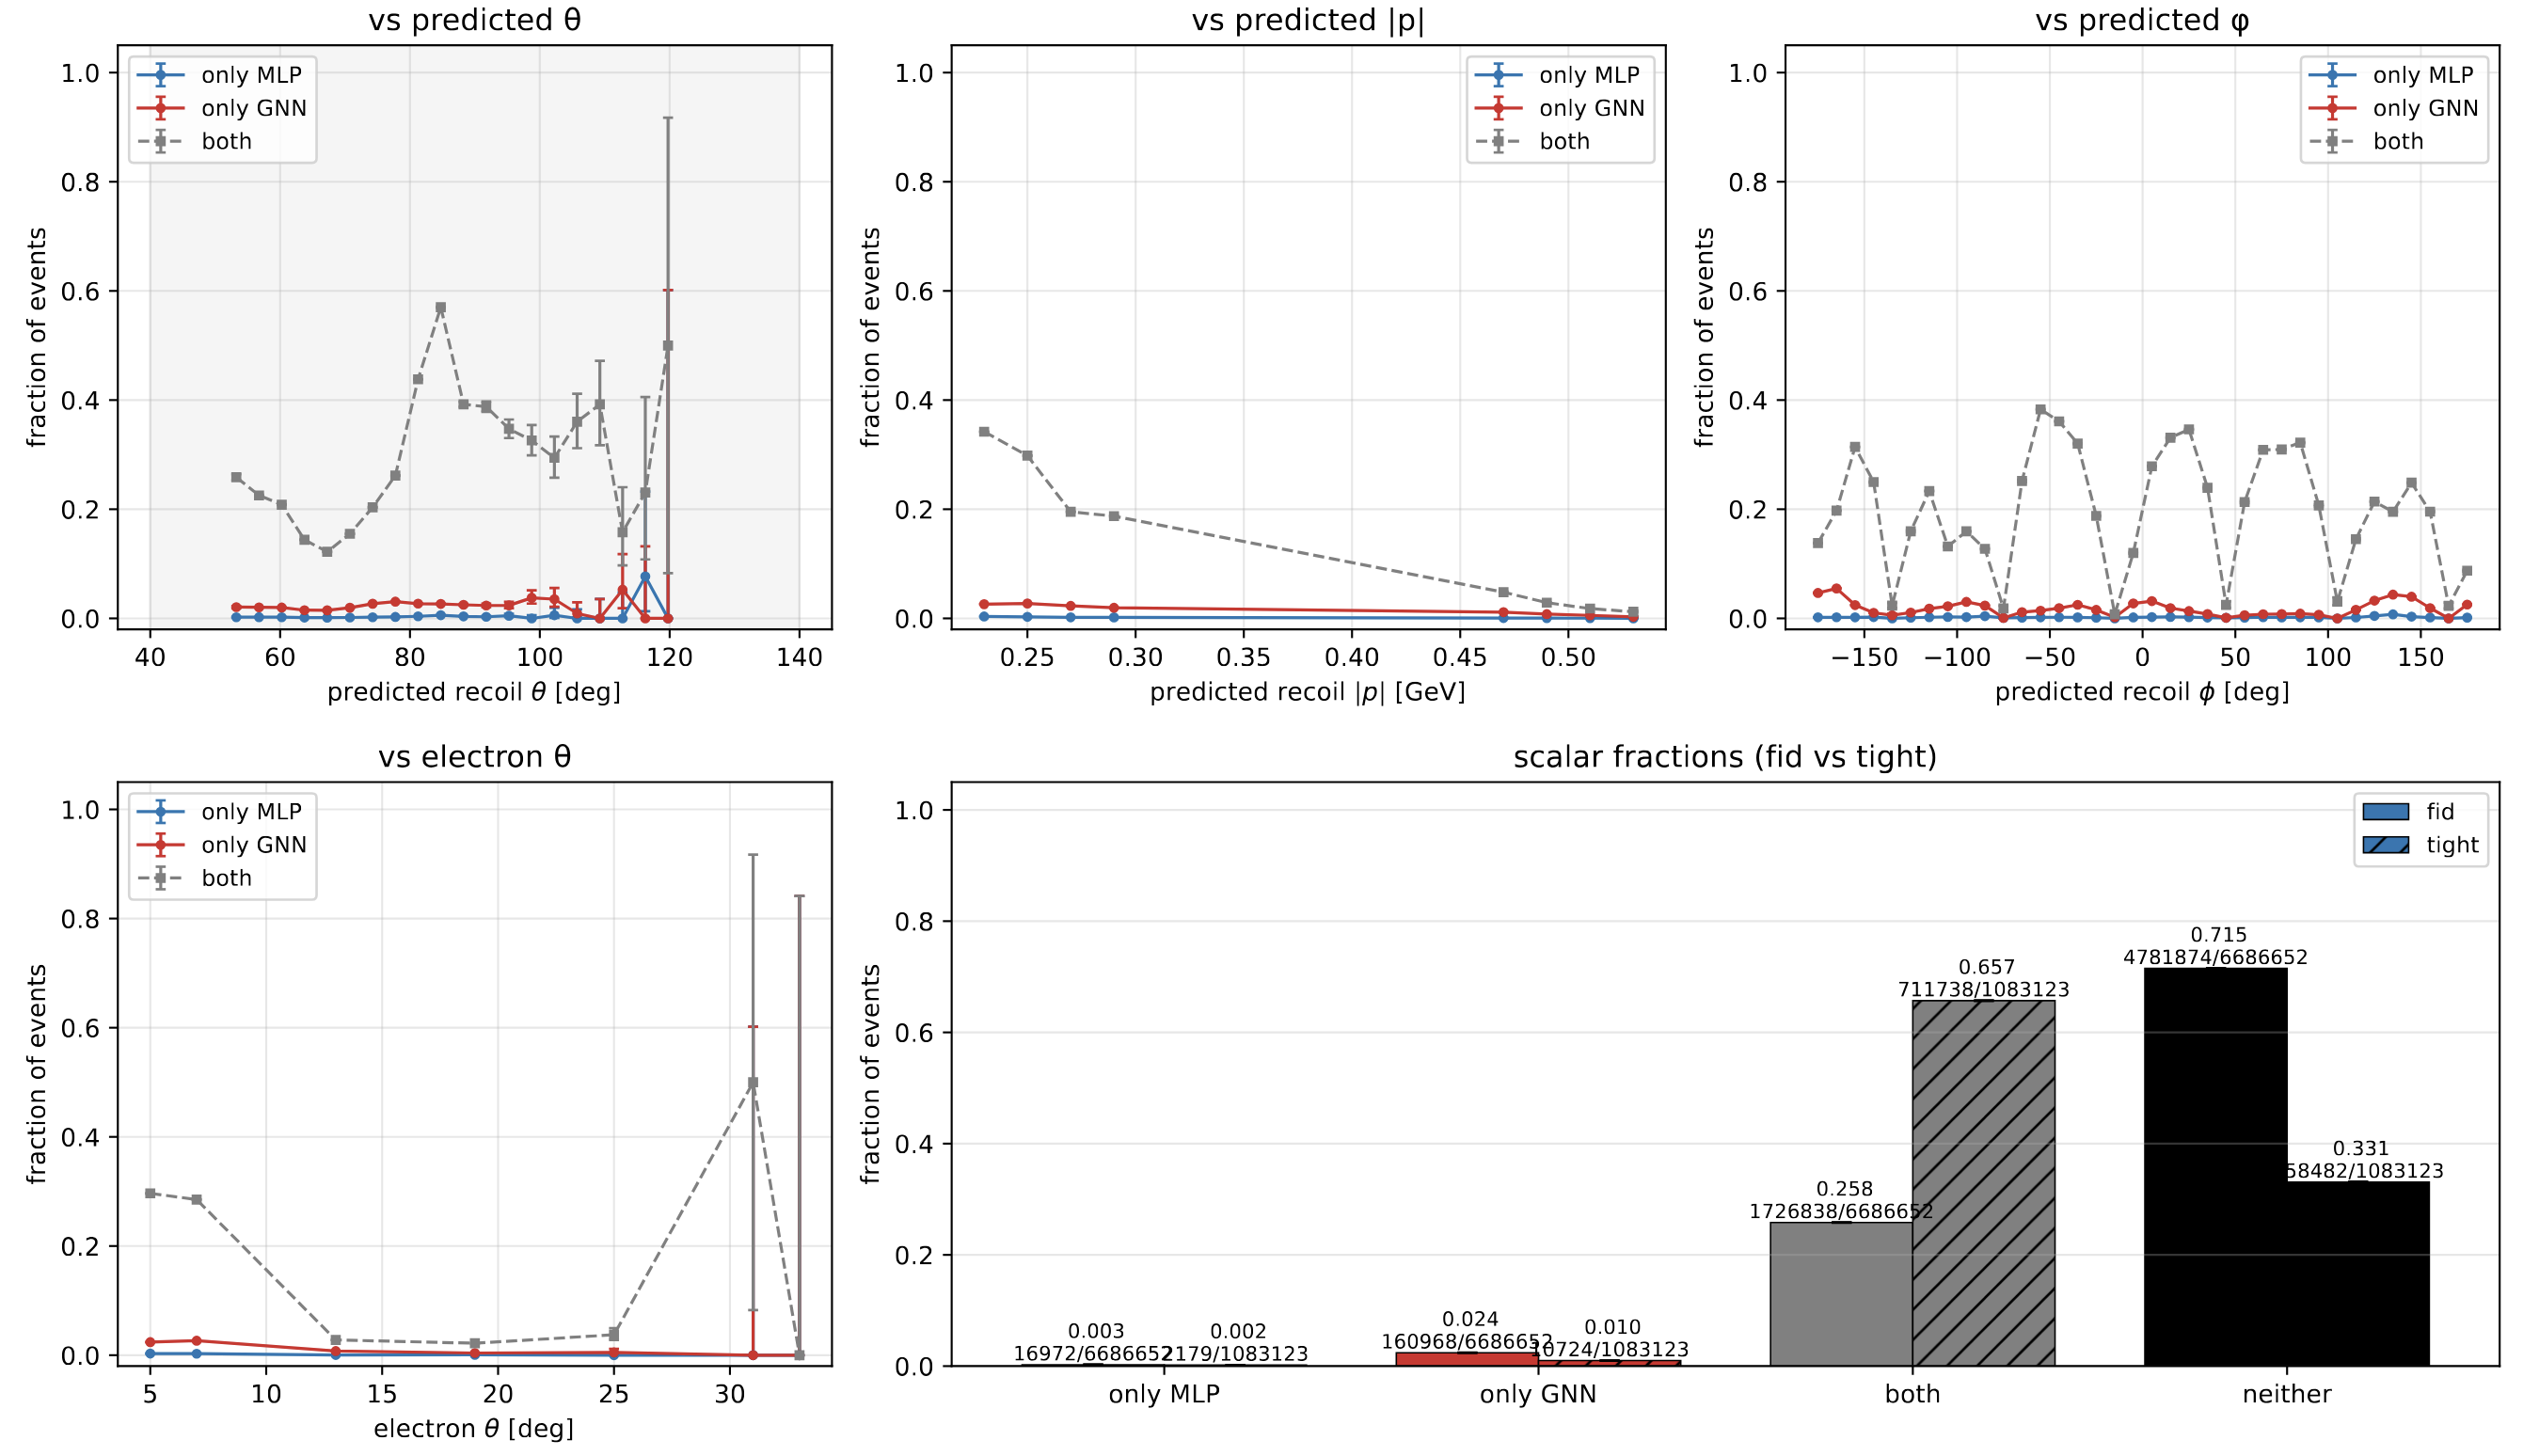 vs predicted θ
1.0
0.8
0.6
0.4
0.2
0.0
fraction of events
only MLP
only GNN
both
40
60
80
100
120
140
predicted recoil θ [deg]
vs predicted |p|
1.0
0.8
0.6
0.4
0.2
0.0
fraction of events
only MLP
only GNN
both
0.25
0.30
0.35
0.40
0.45
0.50
predicted recoil |p| [GeV]
vs predicted φ
1.0
0.8
0.6
0.4
0.2
0.0
fraction of events
only MLP
only GNN
both
−150
−100
−50
0
50
100
150
predicted recoil ϕ [deg]
vs electron θ
1.0
0.8
0.6
0.4
0.2
0.0
fraction of events
only MLP
only GNN
both
5
10
15
20
25
30
electron θ [deg]
scalar fractions (fid vs tight)
1.0
0.8
0.6
0.4
0.2
0.0
fraction of events
fid
tight
0.003
16972/6686652
0.002
2179/1083123
0.024
160968/6686652
0.010
10724/1083123
0.258
1726838/6686652
0.657
711738/1083123
0.715
4781874/6686652
0.331
58482/1083123
only MLP
only GNN
both
neither